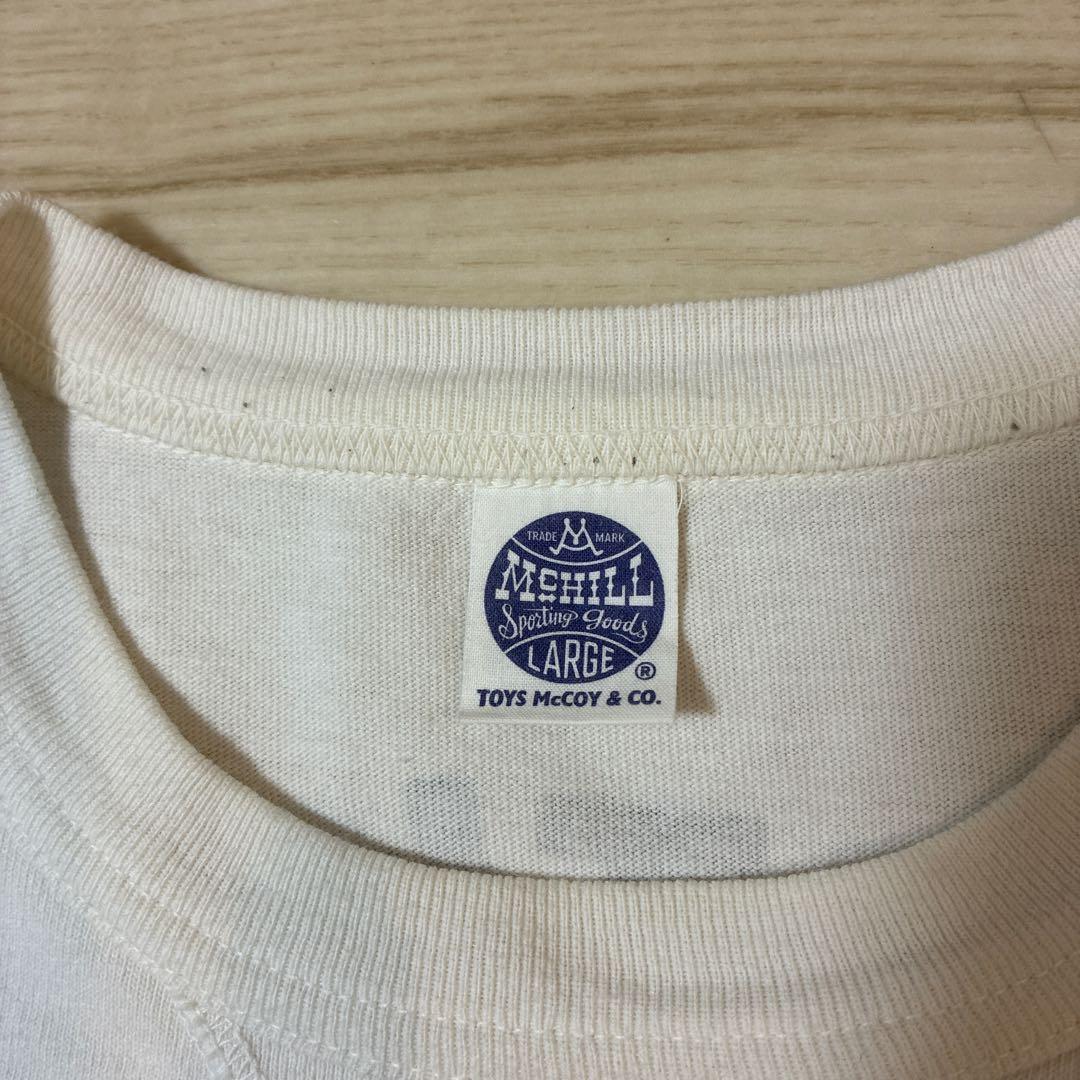 TRADE MARK
McHILL
Sporting goods
LARGE ®
TOYS McCOY & CO.